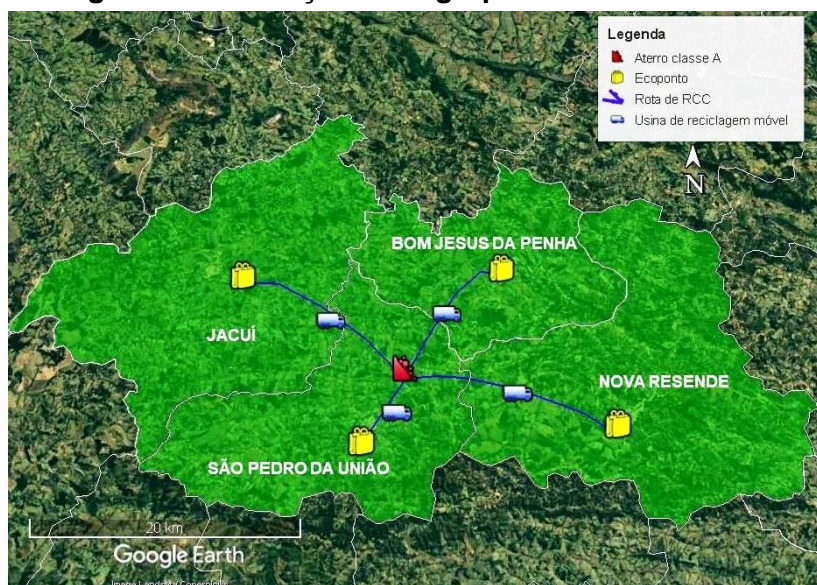 Legenda
Aterro classe A
Ecoponto
Rota de RCC
Usina de reciclagem móvel
N
BOM JESUS DA PENHA
JACUÍ
NOVA RESENDE
SÃO PEDRO DA UNIÃO
20 km
Google Earth